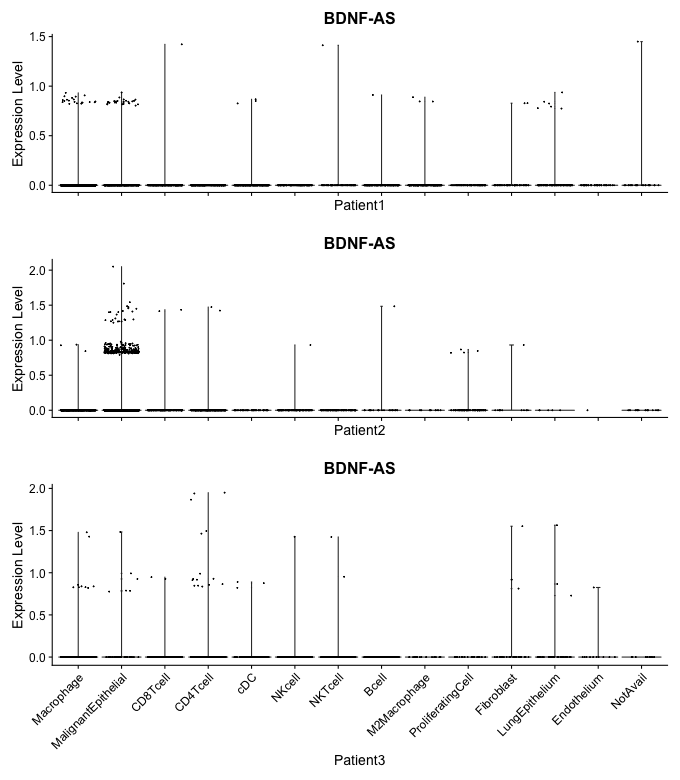 BDNF-AS
Expression Level
1.5
1.0
0.5
0.0
Patient1
BDNF-AS
Expression Level
2.0
1.5
1.0
0.5
0.0
Patient2
BDNF-AS
Expression Level
2.0
1.5
1.0
0.5
0.0
Macrophage
MalignantEpithelial
CD8Tcell
CD4Tcell
cDC
NKcell
NKTcell
Bcell
M2Macrophage
ProliferatingCell
Fibroblast
LungEpithelium
Endothelium
NotAvail
Patient3